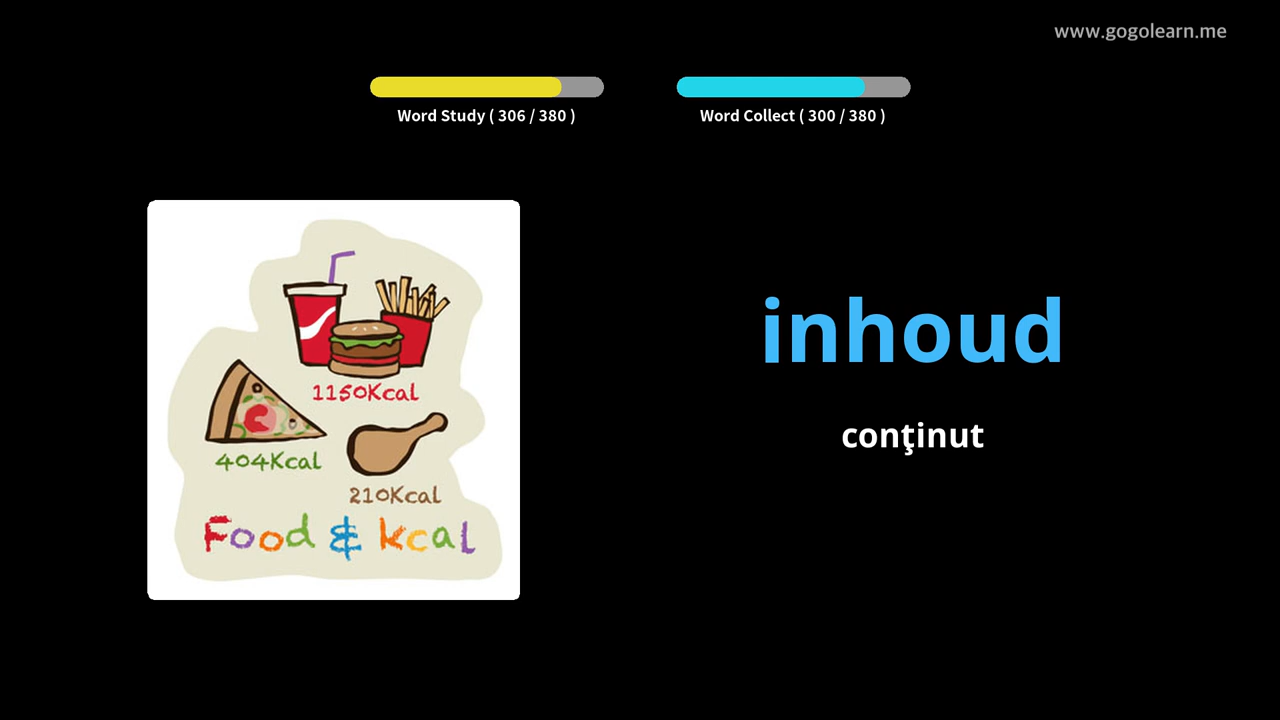 www.gogolearn.me
Word Study ( 306 / 380 )
Word Collect ( 300 / 380 )
1150Kcal
404Kcal
210Kcal
Food & kcal
inhoud
conţinut